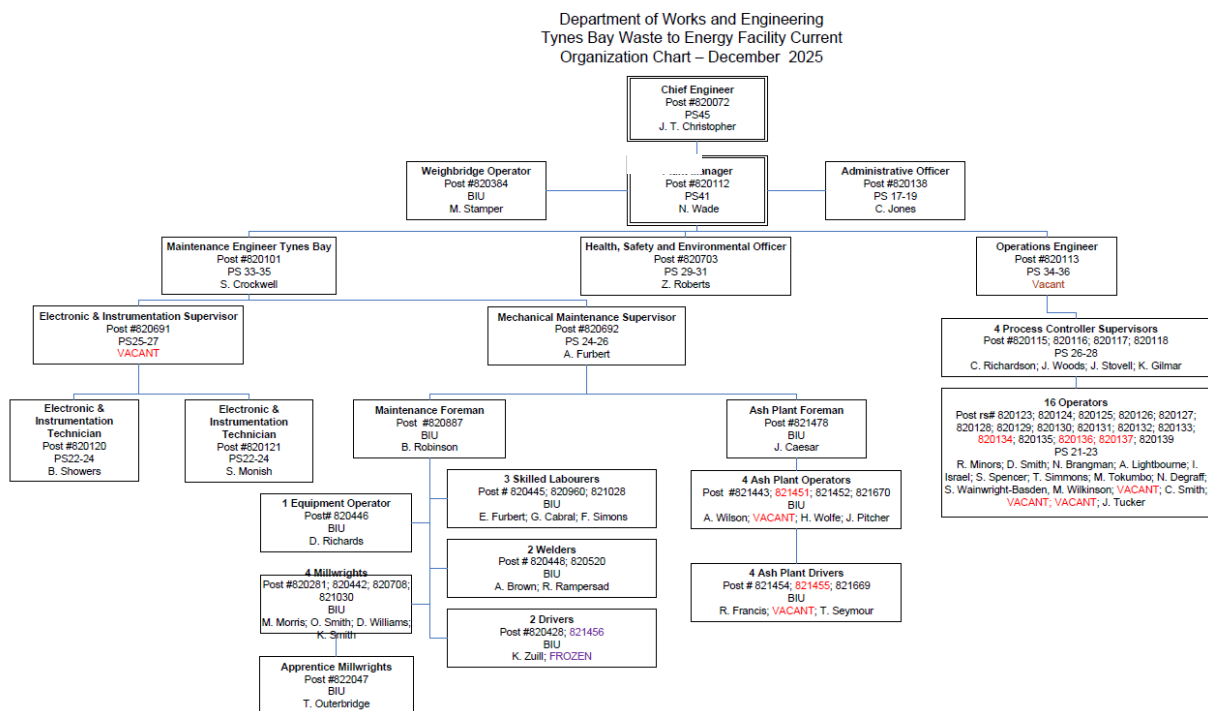 Department of Works and Engineering
Tynes Bay Waste to Energy Facility Current
Organization Chart – December 2025
Chief Engineer
Post #820072
PS45
J. T. Christopher
Weighbridge Operator
Post #820384
BIU
M. Stamper
Manager
Post #820112
PS41
N. Wade
Administrative Officer
Post #820138
PS 17-19
C. Jones
Maintenance Engineer Tynes Bay
Post #820101
PS 33-35
S. Crockwell
Health, Safety and Environmental Officer
Post #820703
PS 29-31
Z. Roberts
Operations Engineer
Post #820113
PS 34-36
Vacant
Electronic & Instrumentation Supervisor
Post #820691
PS25-27
VACANT
Mechanical Maintenance Supervisor
Post #820692
PS 24-26
A. Furbert
4 Process Controller Supervisors
Post #820115; 820116; 820117; 820118
PS 26-28
C. Richardson; J. Woods; J. Stovell; K. Gilmar
Electronic &
Instrumentation
Technician
Post #820120
PS22-24
B. Showers
Electronic &
Instrumentation
Technician
Post #820121
PS22-24
S. Monish
Maintenance Foreman
Post #820887
BIU
B. Robinson
Ash Plant Foreman
Post #821478
BIU
J. Caesar
16 Operators
Post rs# 820123; 820124; 820125; 820126; 820127;
820128; 820129; 820130; 820131; 820132; 820133;
820134; 820135; 820136; 820137; 820139
PS 21-23
R. Minors; D. Smith; N. Brangman; A. Lightbourne; I.
Israel; S. Spencer; T. Simmons; M. Tokumbo; N. Degraff;
S. Wainwright-Basden, M. Wilkinson; VACANT; C. Smith;
VACANT; VACANT; J. Tucker
3 Skilled Labourers
Post # 820445; 820960; 821028
BIU
E. Furbert; G. Cabral; F. Simons
4 Ash Plant Operators
Post #821443; 821451; 821452; 821670
BIU
A. Wilson; VACANT; H. Wolfe; J. Pitcher
1 Equipment Operator
Post# 820446
BIU
D. Richards
2 Welders
Post # 820448; 820520
BIU
A. Brown; R. Rampersad
4 Ash Plant Drivers
Post # 821454; 821455; 821669
BIU
R. Francis; VACANT; T. Seymour
4 Millwrights
Post #820281; 820442; 820708;
821030
BIU
M. Morris; O. Smith; D. Williams;
K. Smith
2 Drivers
Post #820428; 821456
BIU
K. Zuill; FROZEN
Apprentice Millwrights
Post #822047
BIU
T. Outerbridge